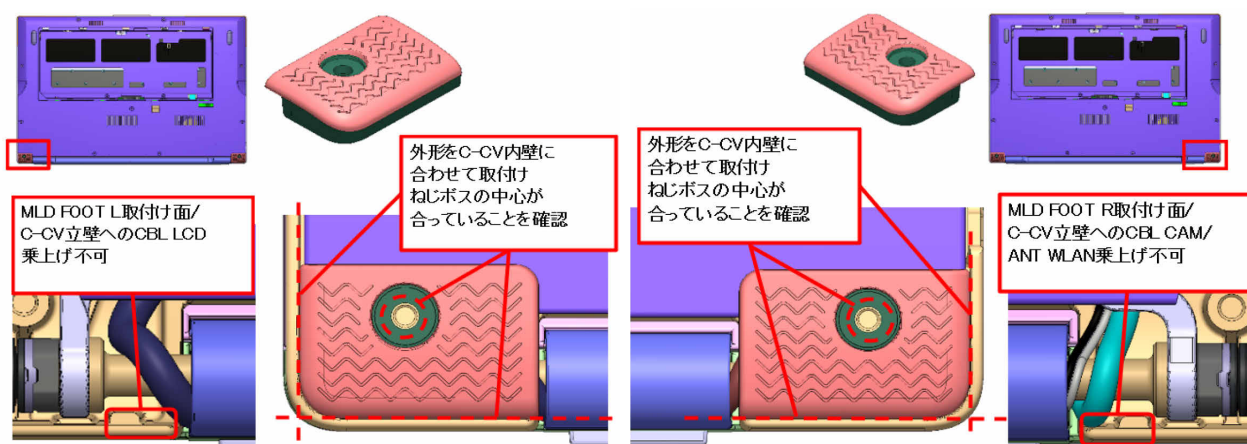 外形をC-CV内壁に
合わせて取付け
ねじボスの中心が
合っていることを確認
外形をC-CV内壁に
合わせて取付け
ねじボスの中心が
合っていることを確認
MLD FOOT L取付け面/
C-CV立壁へのCBL LCD
乗上げ不可
MLD FOOT R取付け面/
C-CV立壁へのCBL CAM/
ANT WLAN乗上げ不可